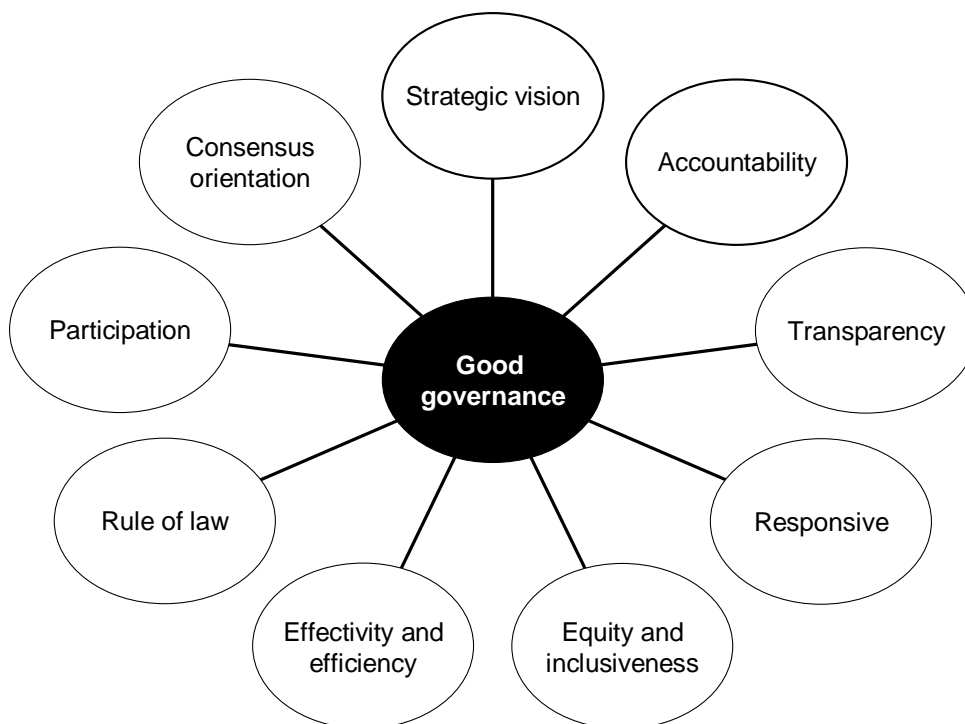 Strategic vision
Consensus
orientation
Accountability
Participation
Transparency
Good
governance
Rule of law
Responsive
Effectivity and
efficiency
Equity and
inclusiveness